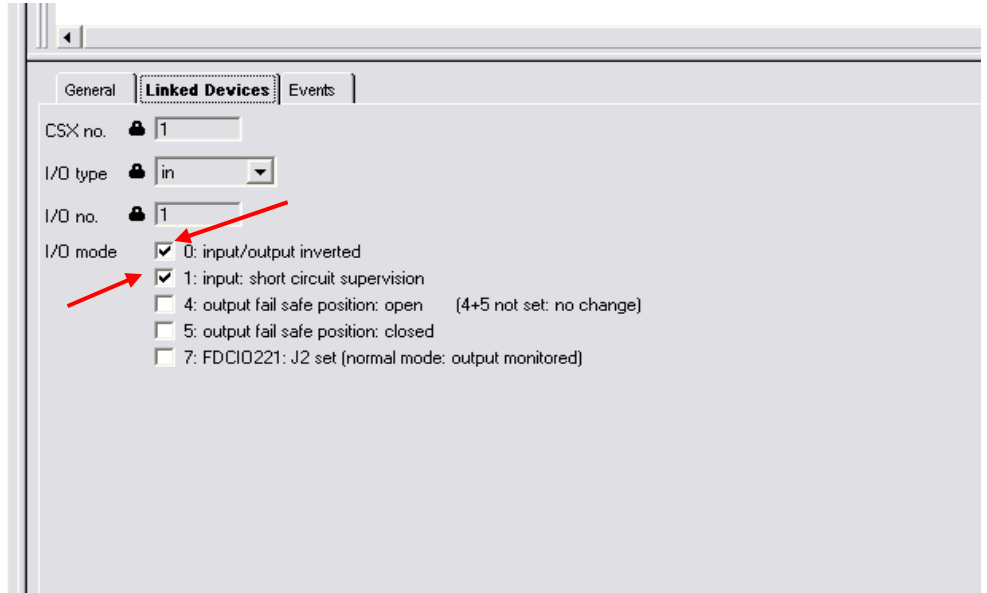 General Linked Devices Events
CSX no. 1
I/O type in
I/O no. 1
I/O mode 0: input/output inverted
1: input: short circuit supervision
4: output fail safe position: open (4+5 not set: no change)
5: output fail safe position: closed
7: FDCIO221: J2 set (normal mode: output monitored)